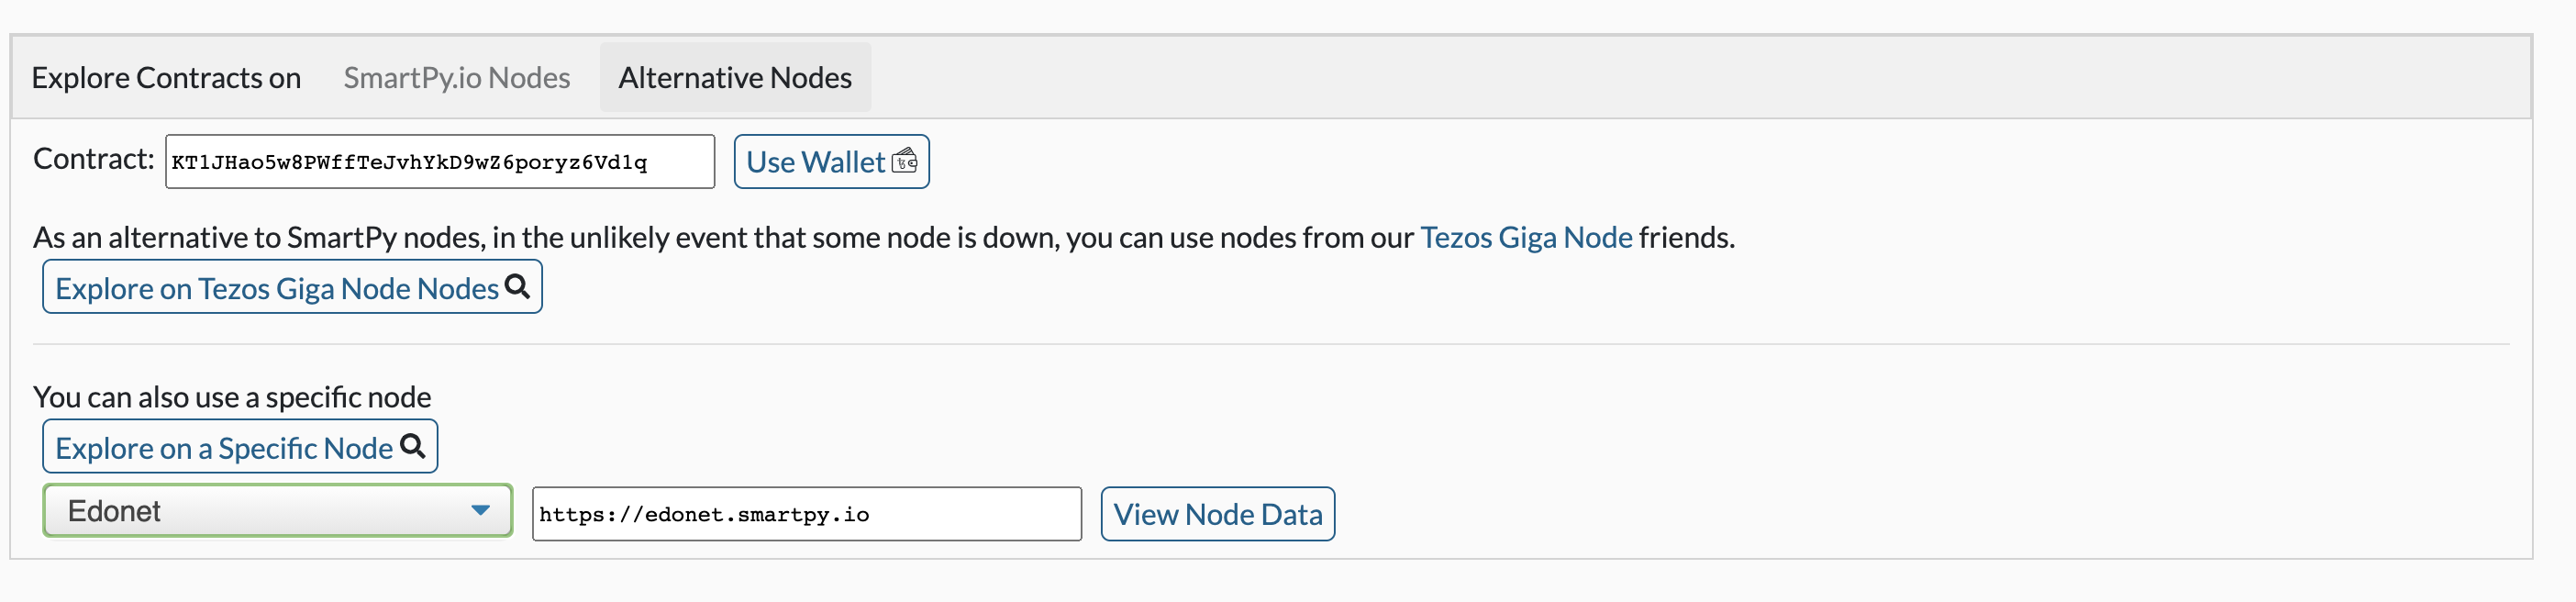 Explore Contracts on SmartPy.io Nodes Alternative Nodes
Contract: KT1JHao5w8PWffTeJvhYkD9wZ6poryz6Vd1q Use Wallet
As an alternative to SmartPy nodes, in the unlikely event that some node is down, you can use nodes from our Tezos Giga Node friends.
Explore on Tezos Giga Node Nodes
You can also use a specific node
Explore on a Specific Node
Edonet https://edonet.smartpy.io View Node Data